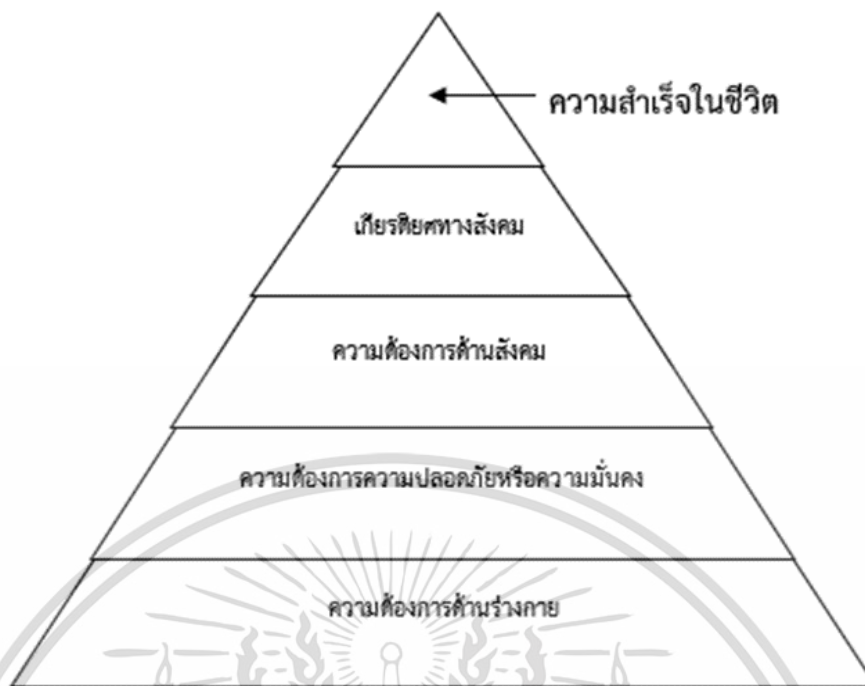 ความสำเร็จในชีวิต
เกียรติยศทางสังคม
ความต้องการด้านสังคม
ความต้องการความปลอดภัยหรือความมั่นคง
ความต้องการด้านร่างกาย